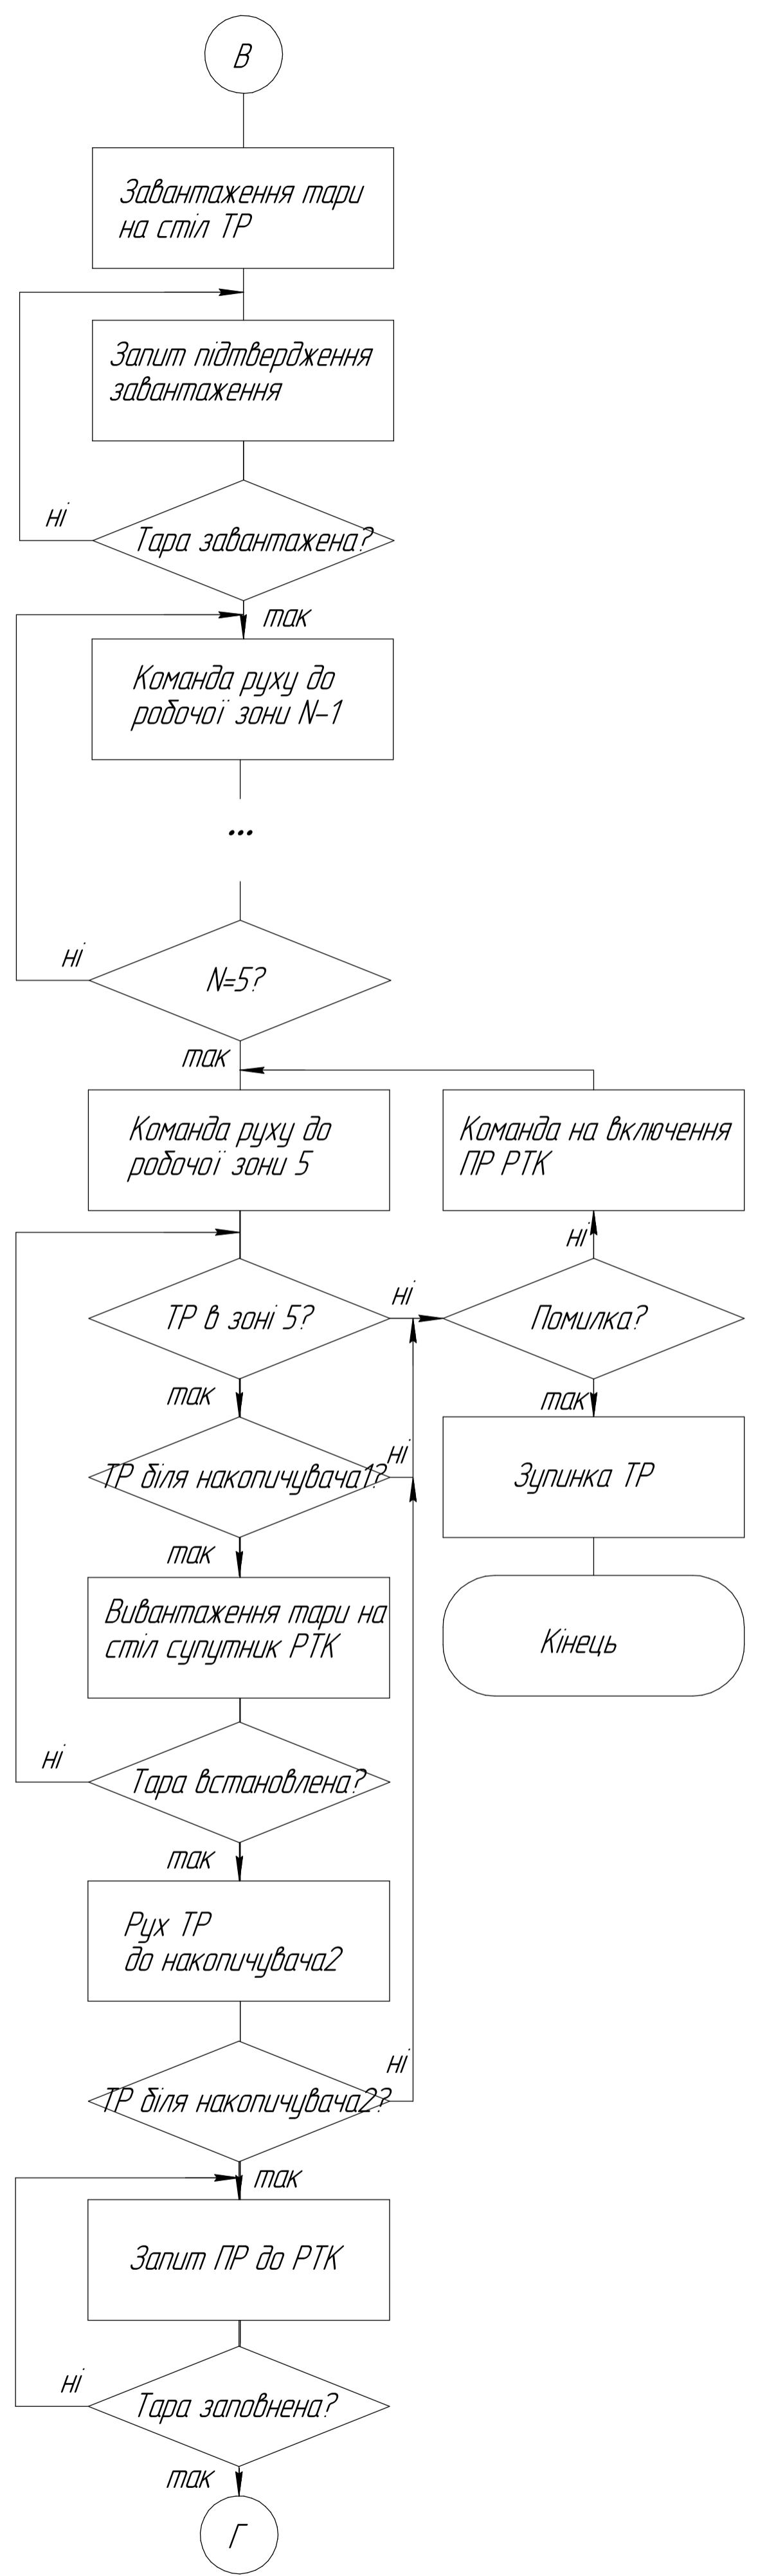 В
Завантаження тари
на стіл ТР
Запит підтвердження
завантаження
ні
Тара завантажена?
так
Команда руху до
робочої зони N-1
...
ні
N=5?
так
Команда руху до
робочої зони 5
Команда на включення
ПР РТК
ні
ТР в зоні 5?
ні
Помилка?
так
так
ТР біля накопичувача1?
ні
Зупинка ТР
так
Вивантаження тари на
стіл супутник РТК
Кінець
ні
Тара встановлена?
так
Рух ТР
до накопичувача2
ні
ТР біля накопичувача2?
так
Запит ПР до РТК
ні
Тара заповнена?
так
Г